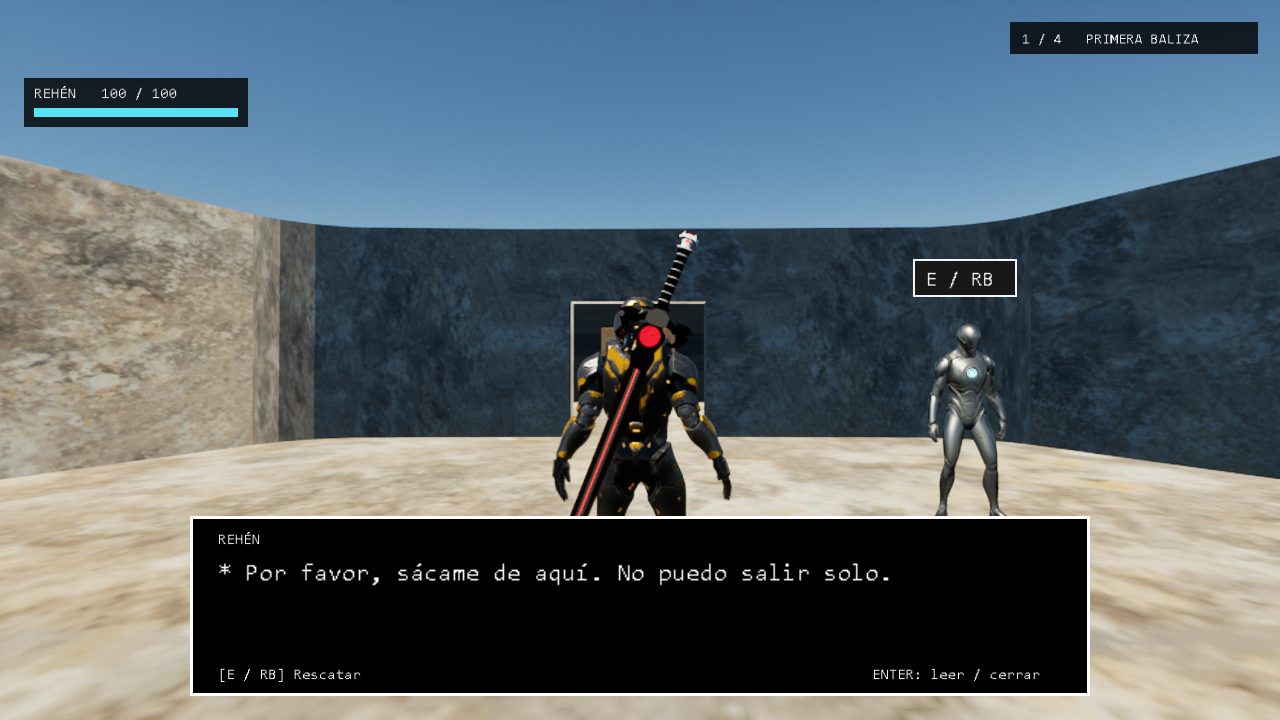 1 / 4 PRIMERA BALIZA
REHÉN 100 / 100
E / RB
REHÉN
* Por favor, sácame de aquí. No puedo salir solo.
[E / RB] Rescatar ENTER: leer / cerrar